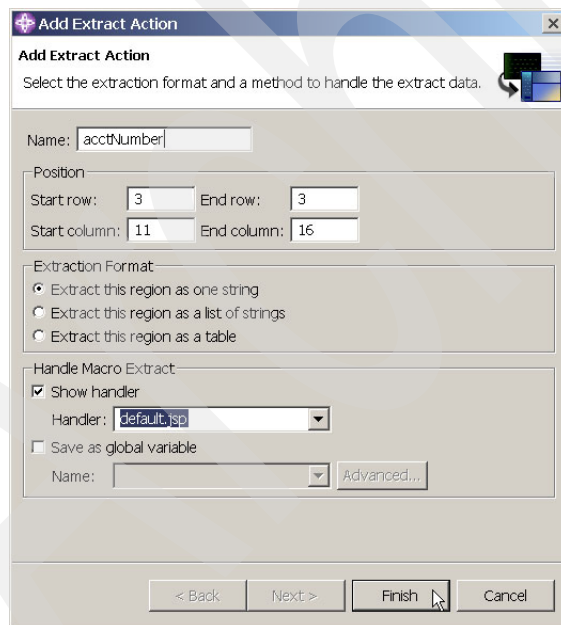 Add Extract Action
Add Extract Action
Select the extraction format and a method to handle the extract data.
Name: acctNumber
Position
Start row: 3 End row: 3
Start column: 11 End column: 16
Extraction Format
Extract this region as one string
Extract this region as a list of strings
Extract this region as a table
Handle Macro Extract
Show handler
Handler: default.jsp
Save as global variable
Name: Advanced...
< Back Next > Finish Cancel